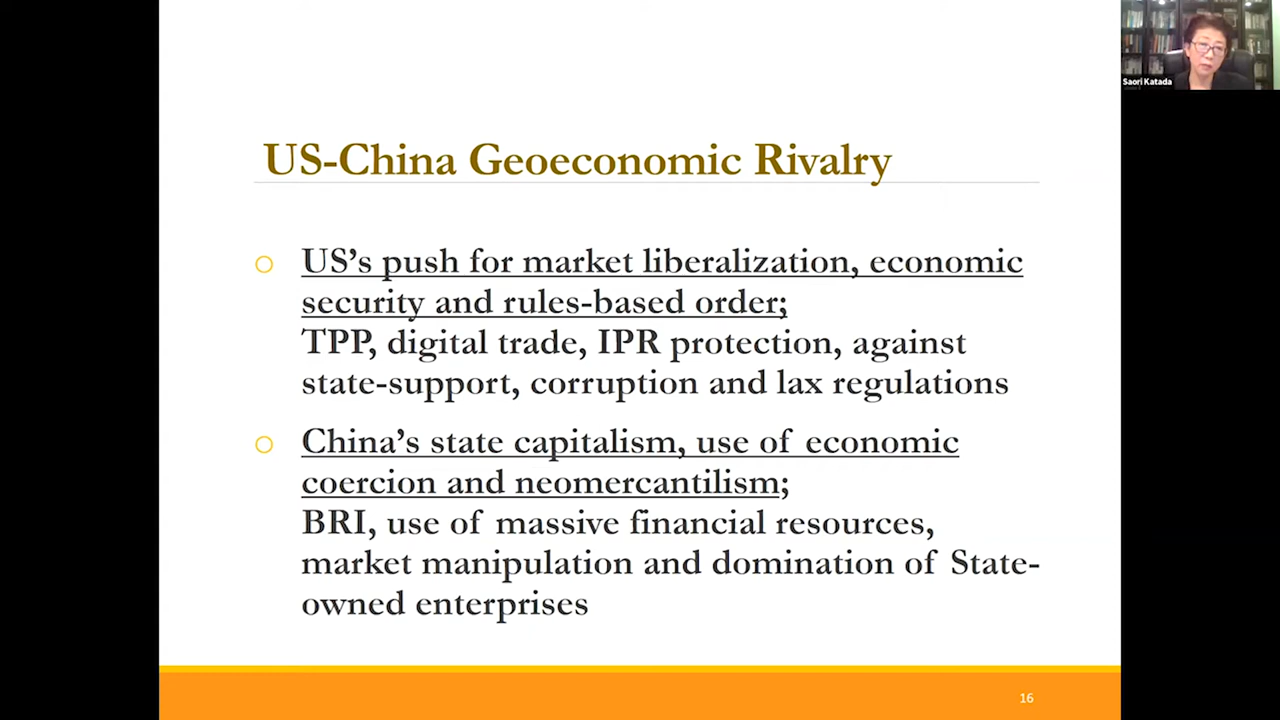 Saori Katada
US-China Geoeconomic Rivalry
US’s push for market liberalization, economic
security and rules-based order;
TPP, digital trade, IPR protection, against
state-support, corruption and lax regulations
China’s state capitalism, use of economic
coercion and neomercantilism;
BRI, use of massive financial resources,
market manipulation and domination of State-
owned enterprises
16